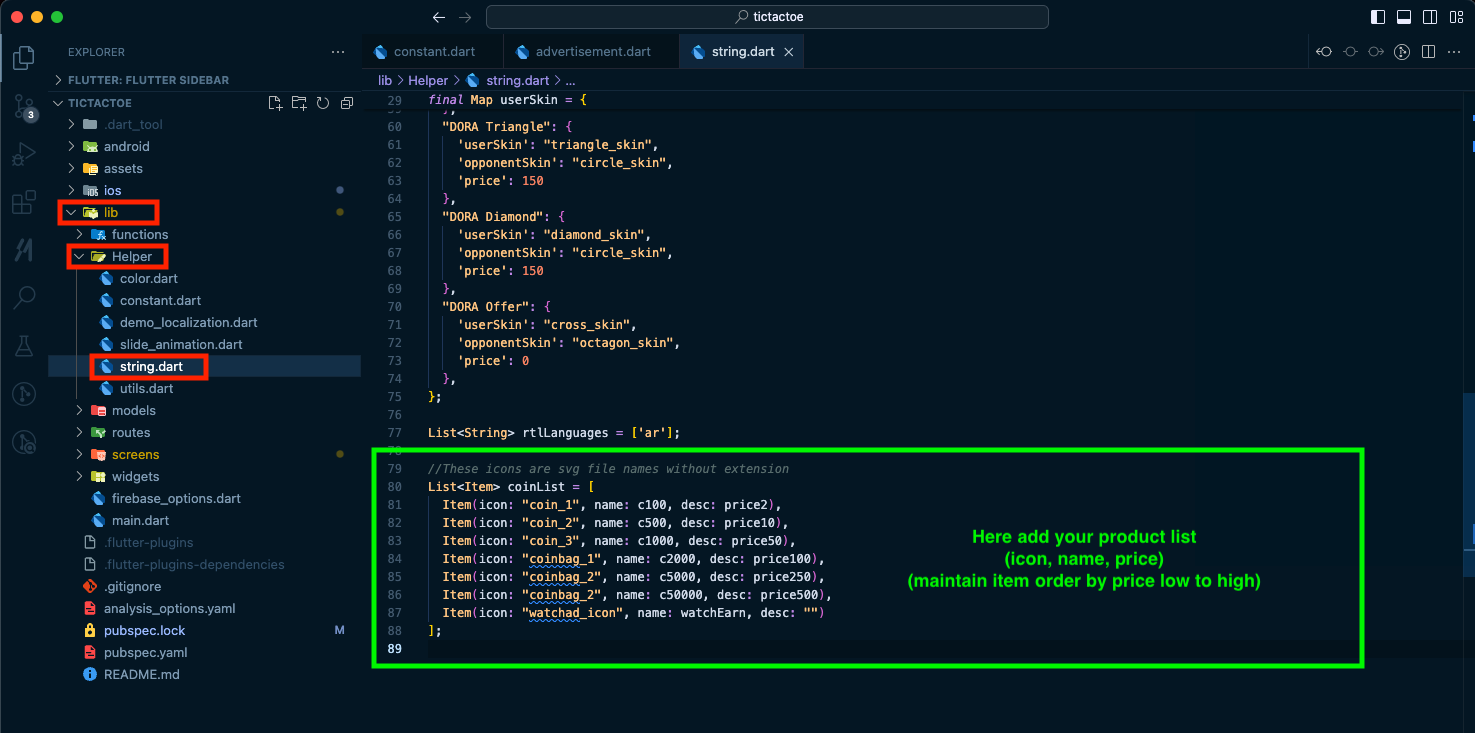 tictactoe
EXPLORER
constant.dart
advertisement.dart
string.dart
FLUTTER: FLUTTER SIDEBAR
TICTACTOE
.dart_tool
android
assets
ios
lib
functions
Helper
color.dart
constant.dart
demo_localization.dart
slide_animation.dart
string.dart
utils.dart
models
routes
screens
widgets
firebase_options.dart
main.dart
.flutter-plugins
.flutter-plugins-dependencies
.gitignore
analysis_options.yaml
pubspec.lock M
pubspec.yaml
README.md
3
lib > Helper > string.dart > ...
29 final Map userSkin = {
59 },
60 "DORA Triangle": {
61 'userSkin': "triangle_skin",
62 'opponentSkin': "circle_skin",
63 'price': 150
64 },
65 "DORA Diamond": {
66 'userSkin': "diamond_skin",
67 'opponentSkin': "circle_skin",
68 'price': 150
69 },
70 "DORA Offer": {
71 'userSkin': "cross_skin",
72 'opponentSkin': "octagon_skin",
73 'price': 0
74 },
75 };
76
77 List<String> rtlLanguages = ['ar'];
78
79 //These icons are svg file names without extension
80 List<Item> coinList = [
81 Item(icon: "coin_1", name: c100, desc: price2),
82 Item(icon: "coin_2", name: c500, desc: price10),
83 Item(icon: "coin_3", name: c1000, desc: price50),
84 Item(icon: "coinbag_1", name: c2000, desc: price100),
85 Item(icon: "coinbag_2", name: c5000, desc: price250),
86 Item(icon: "coinbag_2", name: c50000, desc: price500),
87 Item(icon: "watchad_icon", name: watchEarn, desc: "")
88 ];
89
Here add your product list
(icon, name, price)
(maintain item order by price low to high)